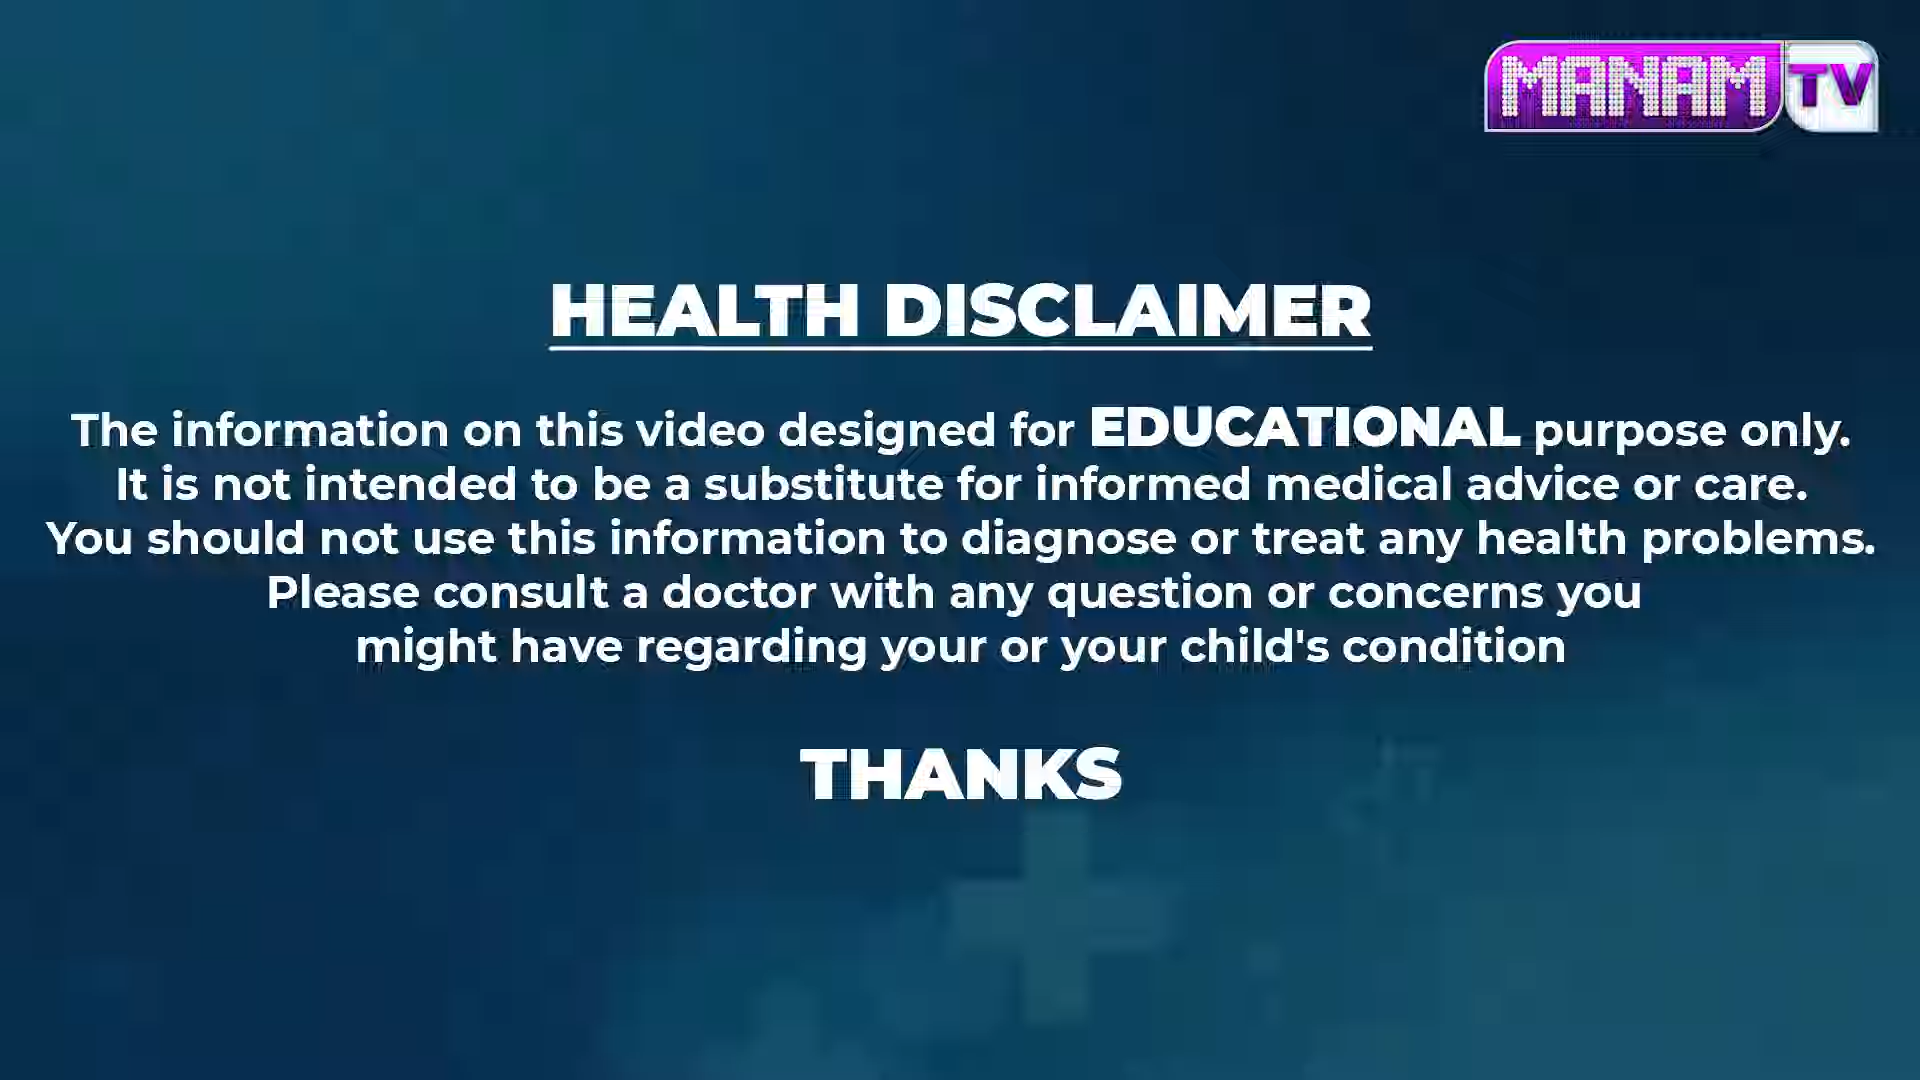 MANAM TV
HEALTH DISCLAIMER
The information on this video designed for EDUCATIONAL purpose only.
It is not intended to be a substitute for informed medical advice or care.
You should not use this information to diagnose or treat any health problems.
Please consult a doctor with any question or concerns you
might have regarding your or your child's condition
THANKS